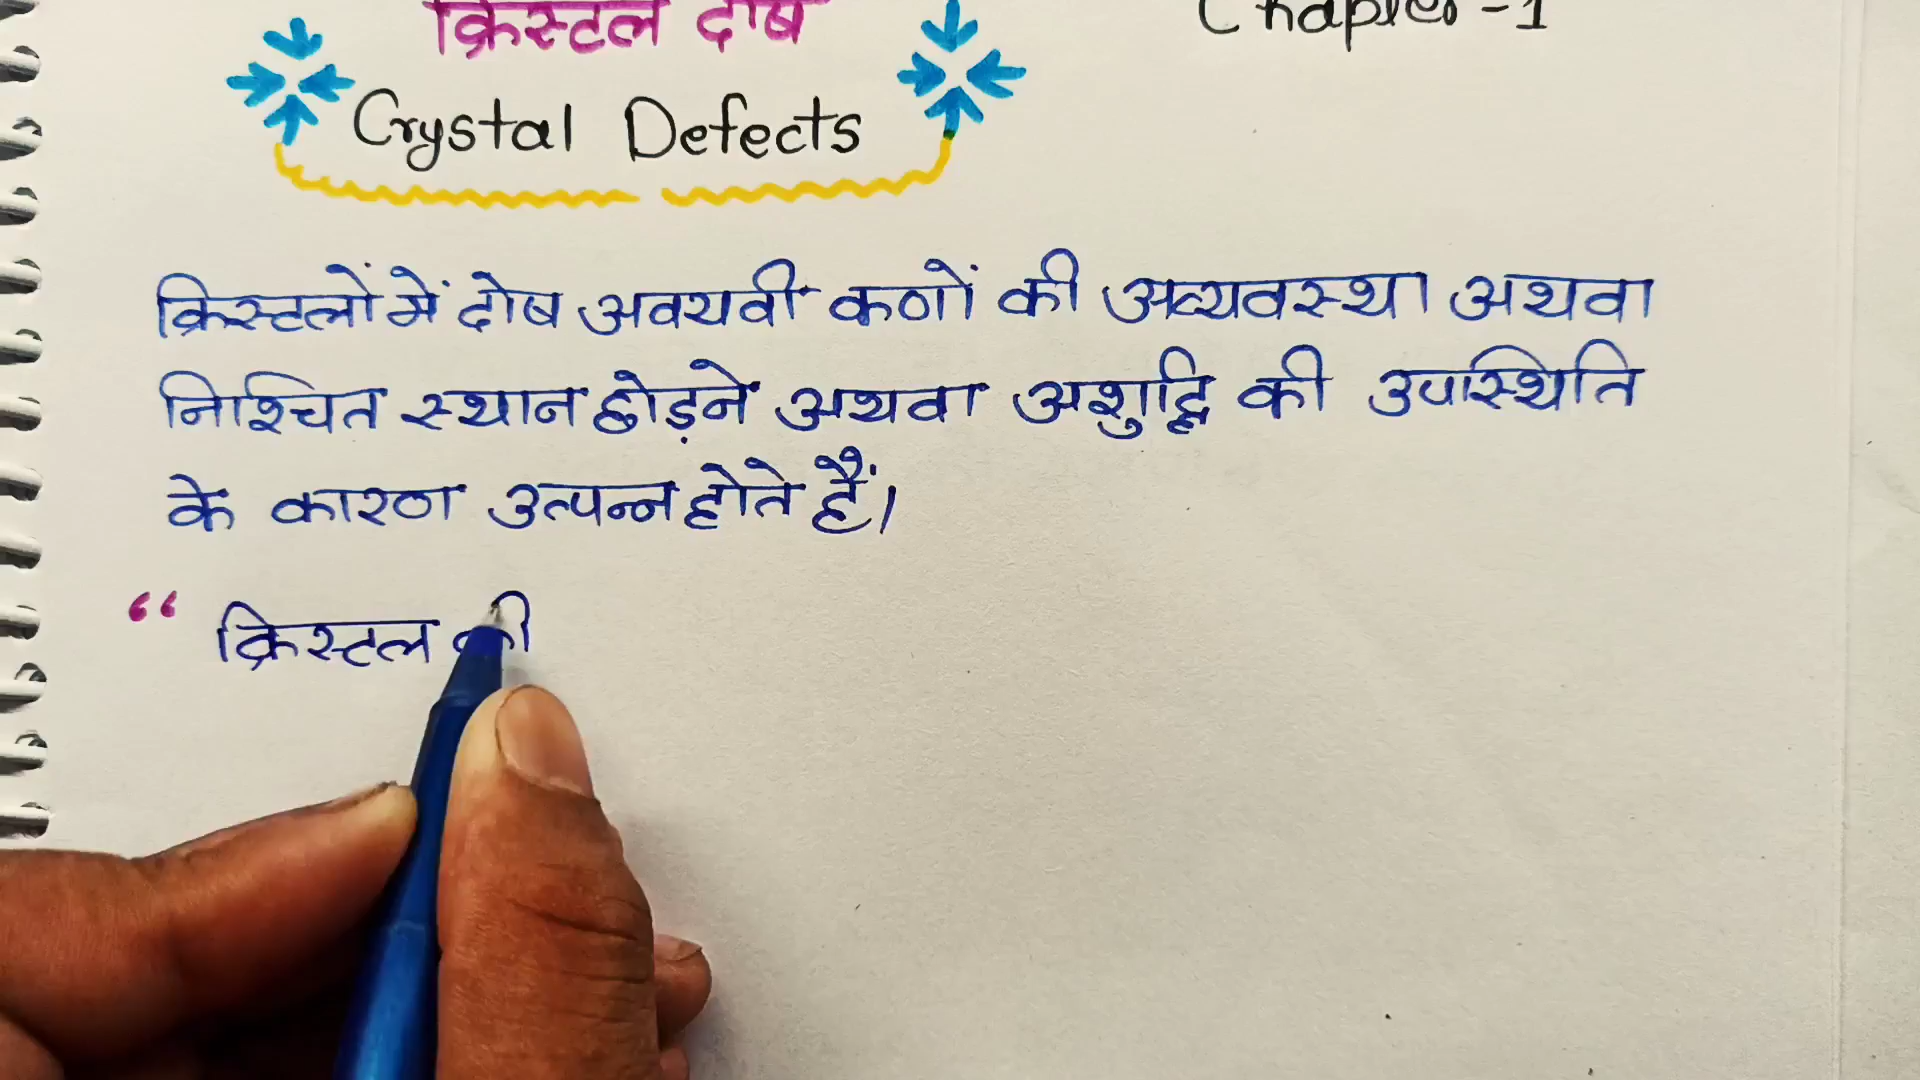 क्रिस्टल दोष
Chapter-1
Crystal Defects
क्रिस्टलों में दोष अवयवी कणों की अव्यवस्था अथवा
निश्चित स्थान छोड़ने अथवा अशुद्धि की उपस्थिति
के कारण उत्पन्न होते हैं।
“ क्रिस्टल की